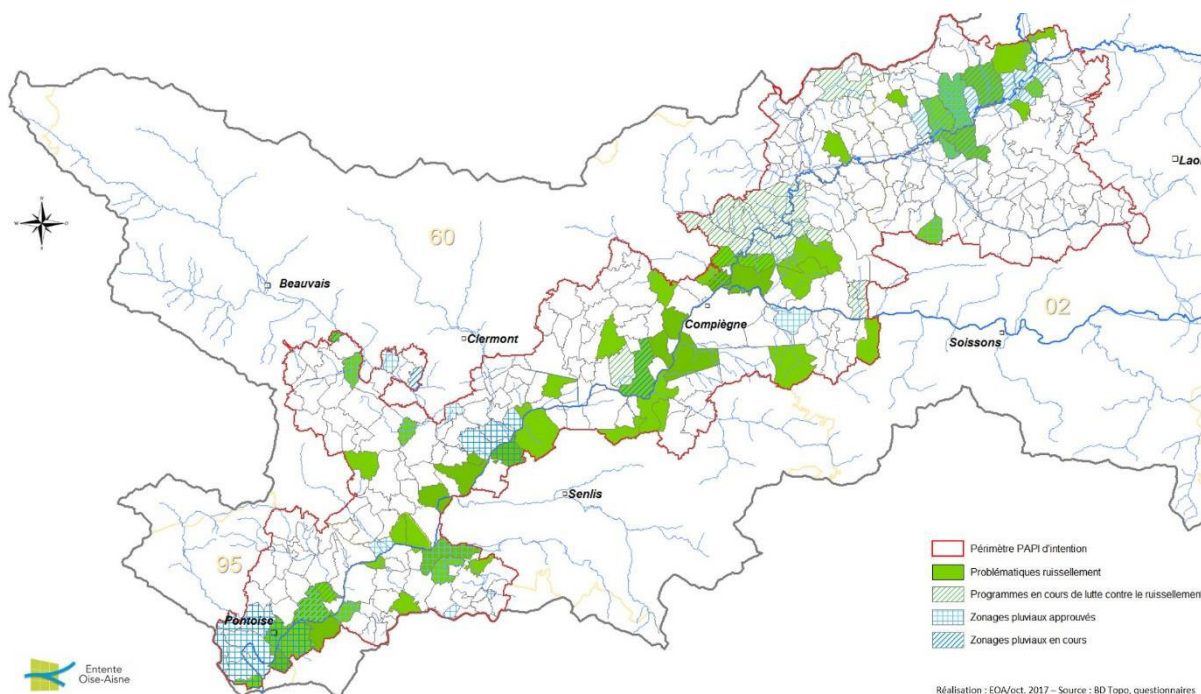 Laon
60
Beauvais
Clermont
Compiègne
02
Soissons
Senlis
95
Pontoise
Périmètre PAPI d'intention
Problématiques ruissellement
Programmes en cours de lutte contre le ruissellement
Zonages pluviaux approuvés
Zonages pluviaux en cours
Entente
Oise-Aisne
Réalisation : EOA/oct. 2017 – Source : BD Topo, questionnaires